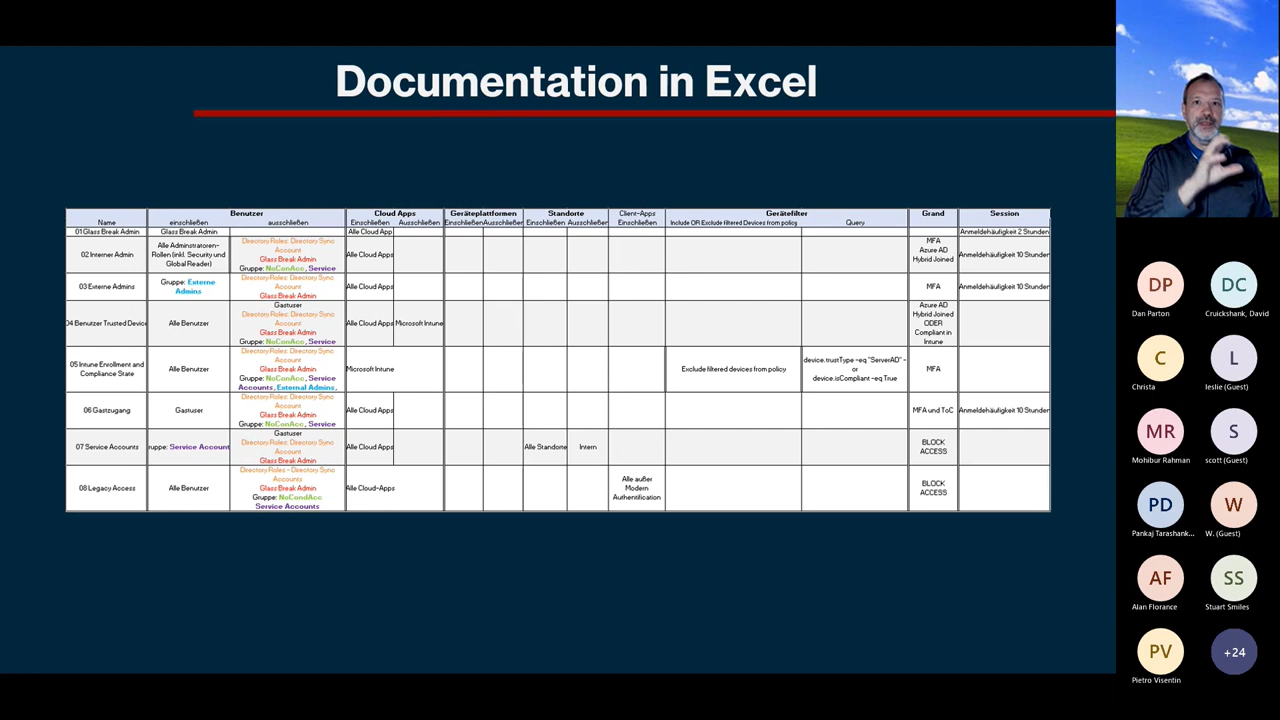 Documentation in Excel
Benutzer Cloud Apps Geräteplattformen Standorte Client-Apps Gerätefilter Grand Session
Name einschließen ausschließen Einschließen Ausschließen Einschließen Ausschließen Einschließen Ausschließen Einschließen Include OR Exclude filtered Devices from policy Query
01 Glass Break Admin Glass Break Admin Alle Cloud App Anmeldehäufigkeit 2 Stunden
02 Interner Admin
Alle Adminstratoren-
Rollen (inkl. Security und
Global Reader)
Directory Roles: Directory Sync
Account
Glass Break Admin
Gruppe: NoConAcc, Service
Alle Cloud Apps
MFA
Azure AD
Hybrid Joined
Anmeldehäufigkeit 10 Stunden
03 Externe Admins
Gruppe: Externe
Admins
Directory Roles: Directory Sync
Account
Glass Break Admin
Alle Cloud Apps
MFA
Anmeldehäufigkeit 10 Stunden
04 Benutzer Trusted Device
Alle Benutzer
Gastuser
Directory Roles: Directory Sync
Account
Glass Break Admin
Gruppe: NoConAcc, Service
Alle Cloud Apps
Microsoft Intune
Azure AD
Hybrid Joined
ODER
Compliant in
Intune
05 Intune Enrollment and
Compliance State
Alle Benutzer
Directory Roles: Directory Sync
Account
Glass Break Admin
Gruppe: NoConAcc, Service
Accounts, External Admins,
Microsoft Intune
Exclude filtered devices from policy
device.trustType -eq "ServerAD" -
or
device.isCompliant -eq True
MFA
06 Gastzugang
Gastuser
Directory Roles: Directory Sync
Account
Glass Break Admin
Gruppe: NoConAcc, Service
Alle Cloud Apps
MFA und ToC
Anmeldehäufigkeit 10 Stunden
07 Service Accounts
ruppe: Service Account
Gastuser
Directory Roles: Directory Sync
Account
Glass Break Admin
Alle Cloud Apps
Alle Standorte
Intern
BLOCK
ACCESS
08 Legacy Access
Alle Benutzer
Directory Roles - Directory Sync
Accounts
Glass Break Admin
Gruppe: NoCondAcc
Service Accounts
Alle Cloud-Apps
Alle außer
Modern
Authentification
BLOCK
ACCESS
DP DC
Dan Parton Cruickshank, David
C L
Christa leslie (Guest)
MR S
Mohibur Rahman scott (Guest)
PD W
Pankaj Tarashank... W. (Guest)
AF SS
Alan Florance Stuart Smiles
PV +24
Pietro Visentin